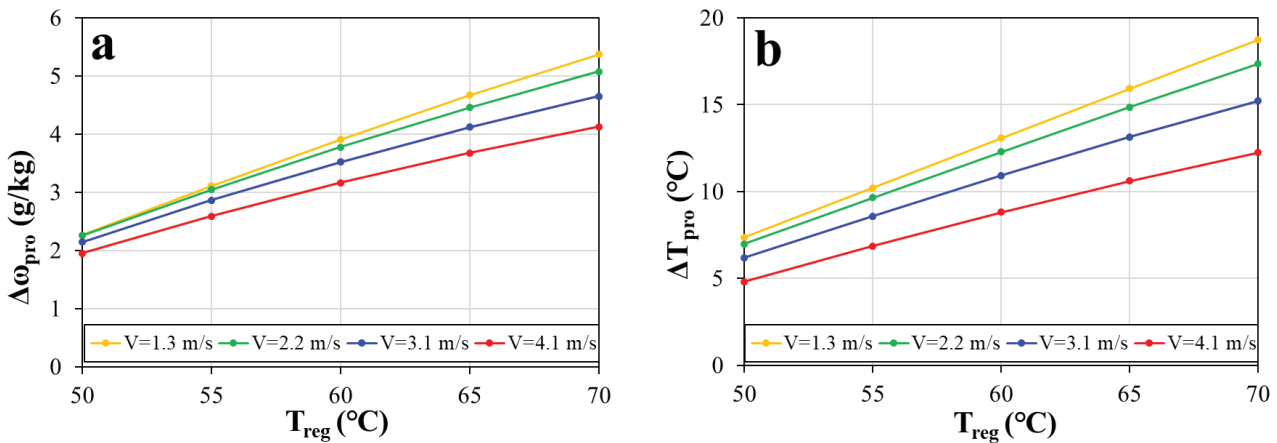 a
6
5
4
3
2
1
0
Δω_pro (g/kg)
V=1.3 m/s V=2.2 m/s V=3.1 m/s V=4.1 m/s
50 55 60 65 70
T_reg (°C)
b
20
15
10
5
0
ΔT_pro (°C)
V=1.3 m/s V=2.2 m/s V=3.1 m/s V=4.1 m/s
50 55 60 65 70
T_reg (°C)